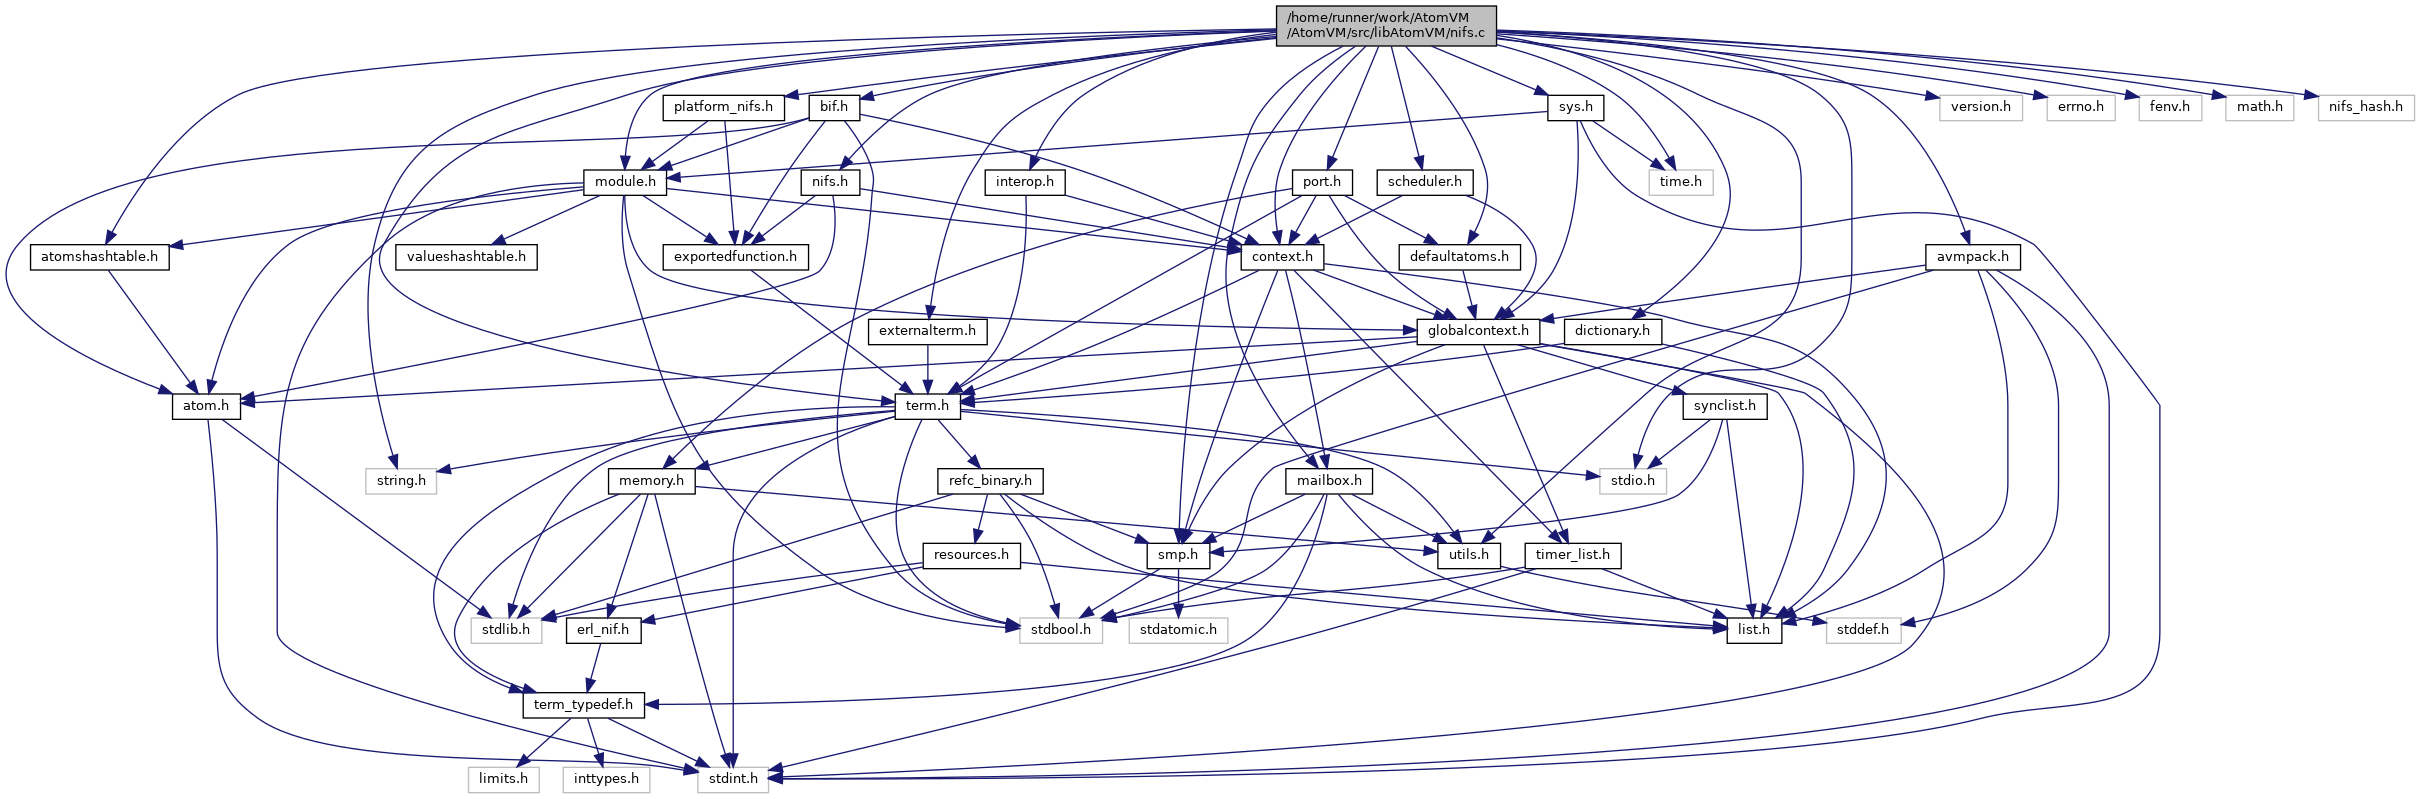 /home/runner/work/AtomVM
/AtomVM/src/libAtomVM/nifs.c
platform_nifs.h
bif.h
sys.h
version.h
errno.h
fenv.h
math.h
nifs_hash.h
module.h
nifs.h
interop.h
port.h
scheduler.h
time.h
atomshashtable.h
valueshashtable.h
exportedfunction.h
context.h
defaultatoms.h
avmpack.h
externalterm.h
globalcontext.h
dictionary.h
atom.h
term.h
synclist.h
string.h
memory.h
refc_binary.h
mailbox.h
stdio.h
resources.h
smp.h
utils.h
timer_list.h
stdlib.h
erl_nif.h
stdbool.h
stdatomic.h
list.h
stddef.h
term_typedef.h
limits.h
inttypes.h
stdint.h